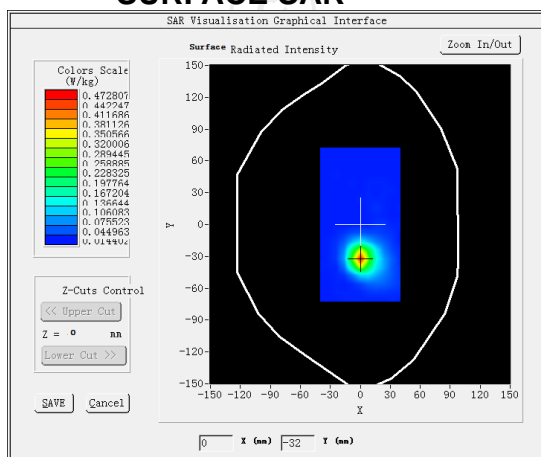 SURFACE SAR
SAR Visualisation Graphical Interface
Surface Radiated Intensity
Zoom In/Out
Colors Scale
(W/kg)
0.472807
0.442247
0.411686
0.381126
0.350566
0.320006
0.289445
0.258885
0.228325
0.197764
0.167204
0.136644
0.106083
0.075523
0.044963
0.014402
Z-Cuts Control
<< Upper Cut
Z = 0 mm
Lower Cut >>
SAVE Cancel
150-
120-
90-
60-
30-
Y 0-
-30-
-60-
-90-
-120-
-150-
-150 -120 -90 -60 -30 0 30 60 90 120 150
X
0 X (mm) -32 Y (mm)